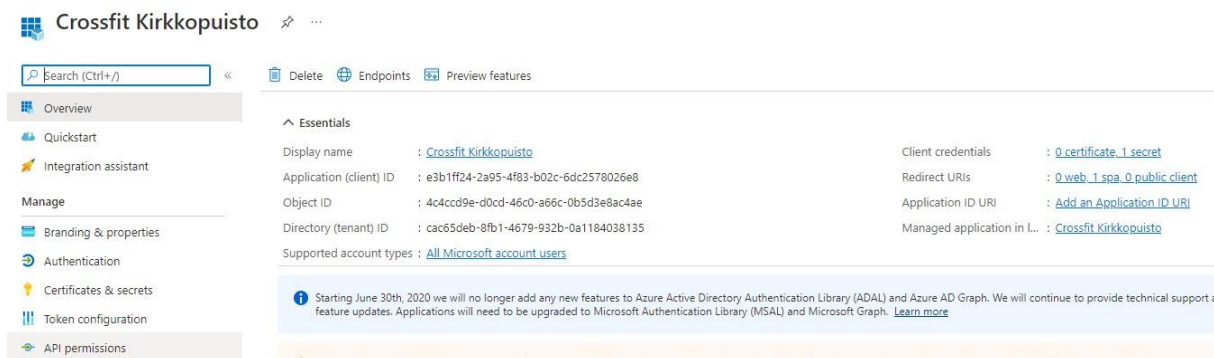 Crossfit Kirkkopuisto
Search (Ctrl+/)
«
Delete Endpoints Preview features
Overview
Quickstart
Integration assistant
Manage
Branding & properties
Authentication
Certificates & secrets
Token configuration
API permissions
Essentials
Display name : Crossfit Kirkkopuisto
Application (client) ID : e3b1ff24-2a95-4f83-b02c-6dc2578026e8
Object ID : 4c4ccd9e-d0cd-46c0-a66c-0b5d3e8ac4ae
Directory (tenant) ID : cac65deb-8fb1-4679-932b-0a1184038135
Supported account types : All Microsoft account users
Client credentials : 0 certificate, 1 secret
Redirect URIs : 0 web, 1 spa, 0 public client
Application ID URI : Add an Application ID URI
Managed application in l... : Crossfit Kirkkopuisto
Starting June 30th, 2020 we will no longer add any new features to Azure Active Directory Authentication Library (ADAL) and Azure AD Graph. We will continue to provide technical support a
feature updates. Applications will need to be upgraded to Microsoft Authentication Library (MSAL) and Microsoft Graph. Learn more